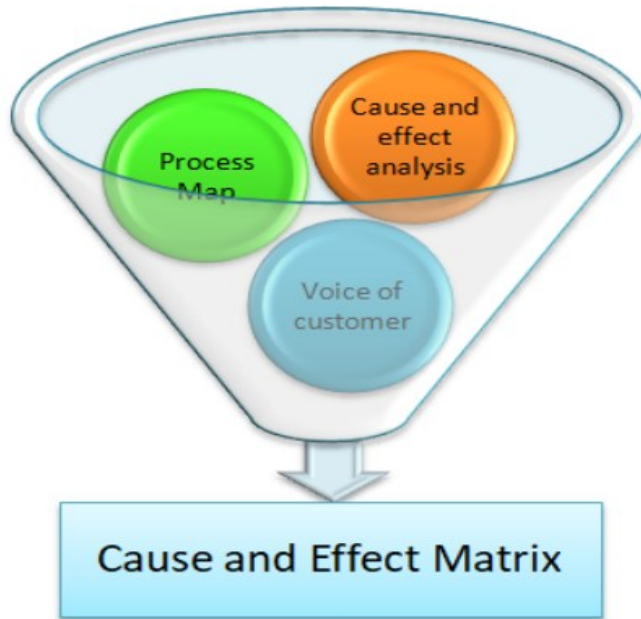 Cause and
effect
analysis
Process
Map
Voice of
customer
Cause and Effect Matrix